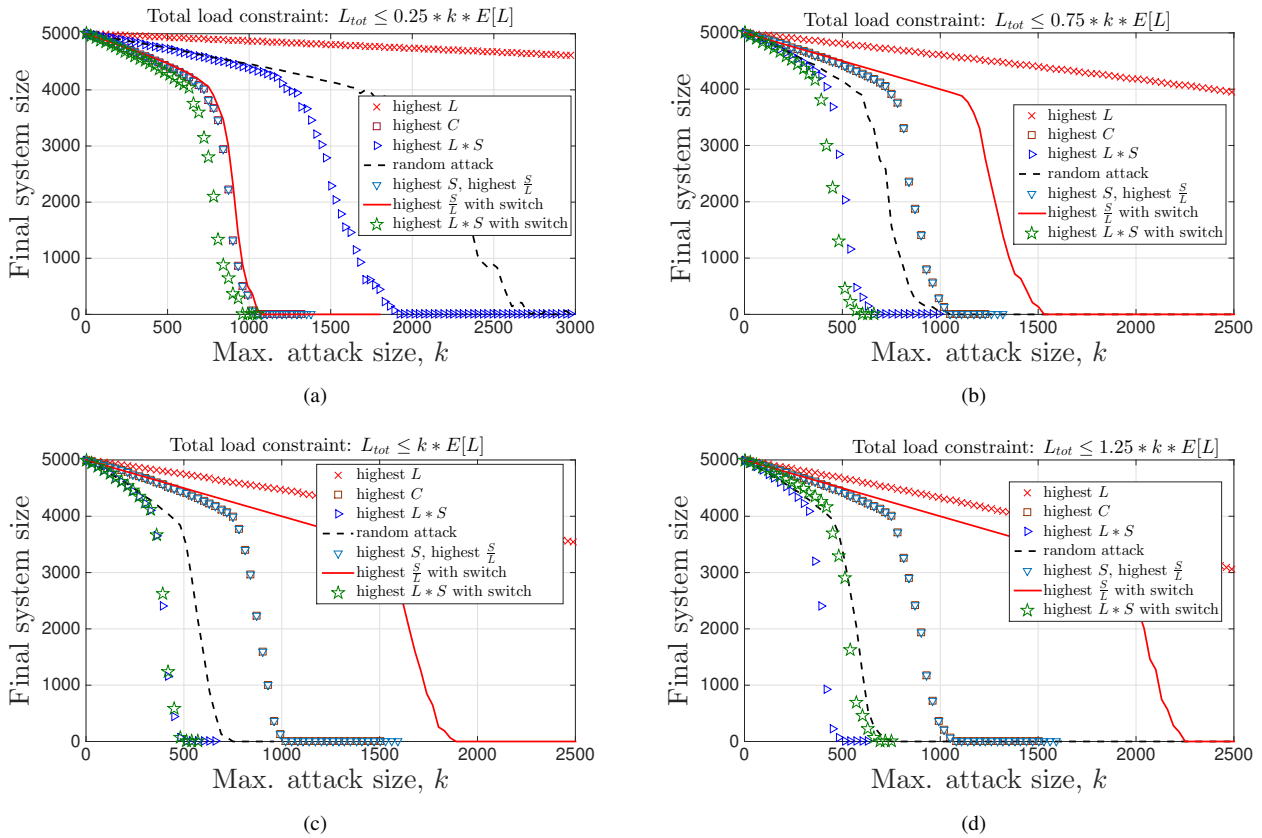 Total load constraint: $L_{tot} \leq 0.25 * k * E[L]$
Final system size
5000
4000
3000
2000
1000
0
highest $L$
highest $C$
highest $L * S$
random attack
highest $S$, highest $\frac{S}{L}$
highest $\frac{S}{L}$ with switch
highest $L * S$ with switch
0 500 1000 1500 2000 2500 3000
Max. attack size, $k$
(a)
Total load constraint: $L_{tot} \leq 0.75 * k * E[L]$
Final system size
5000
4000
3000
2000
1000
0
highest $L$
highest $C$
highest $L * S$
random attack
highest $S$, highest $\frac{S}{L}$
highest $\frac{S}{L}$ with switch
highest $L * S$ with switch
0 500 1000 1500 2000 2500
Max. attack size, $k$
(b)
Total load constraint: $L_{tot} \leq k * E[L]$
Final system size
5000
4000
3000
2000
1000
0
highest $L$
highest $C$
highest $L * S$
random attack
highest $S$, highest $\frac{S}{L}$
highest $\frac{S}{L}$ with switch
highest $L * S$ with switch
0 500 1000 1500 2000 2500
Max. attack size, $k$
(c)
Total load constraint: $L_{tot} \leq 1.25 * k * E[L]$
Final system size
5000
4000
3000
2000
1000
0
highest $L$
highest $C$
highest $L * S$
random attack
highest $S$, highest $\frac{S}{L}$
highest $\frac{S}{L}$ with switch
highest $L * S$ with switch
0 500 1000 1500 2000 2500
Max. attack size, $k$
(d)